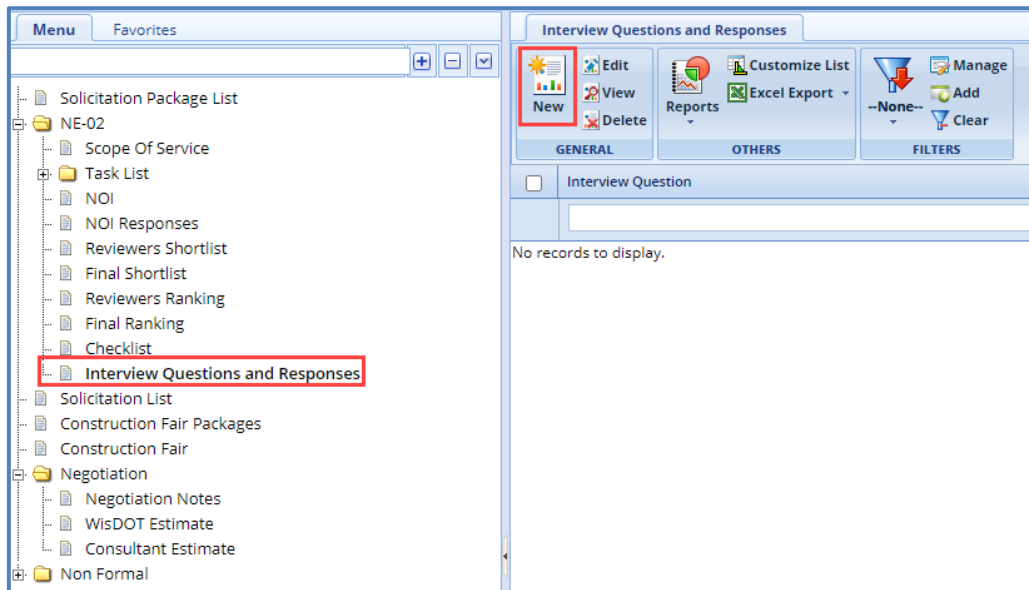 Menu
Favorites
Solicitation Package List
NE-02
Scope Of Service
Task List
NOI
NOI Responses
Reviewers Shortlist
Final Shortlist
Reviewers Ranking
Final Ranking
Checklist
Interview Questions and Responses
Solicitation List
Construction Fair Packages
Construction Fair
Negotiation
Negotiation Notes
WisDOT Estimate
Consultant Estimate
Non Formal
Interview Questions and Responses
New
Edit
View
Delete
GENERAL
Reports
Customize List
Excel Export
OTHERS
--None--
Manage
Add
Clear
FILTERS
Interview Question
No records to display.